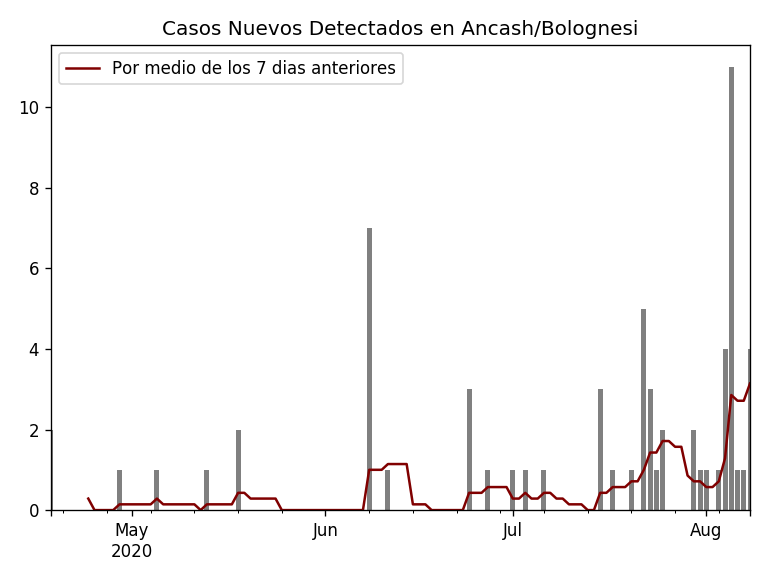 Casos Nuevos Detectados en Ancash/Bolognesi
Por medio de los 7 dias anteriores
10
8
6
4
2
0
May Jun Jul Aug
2020